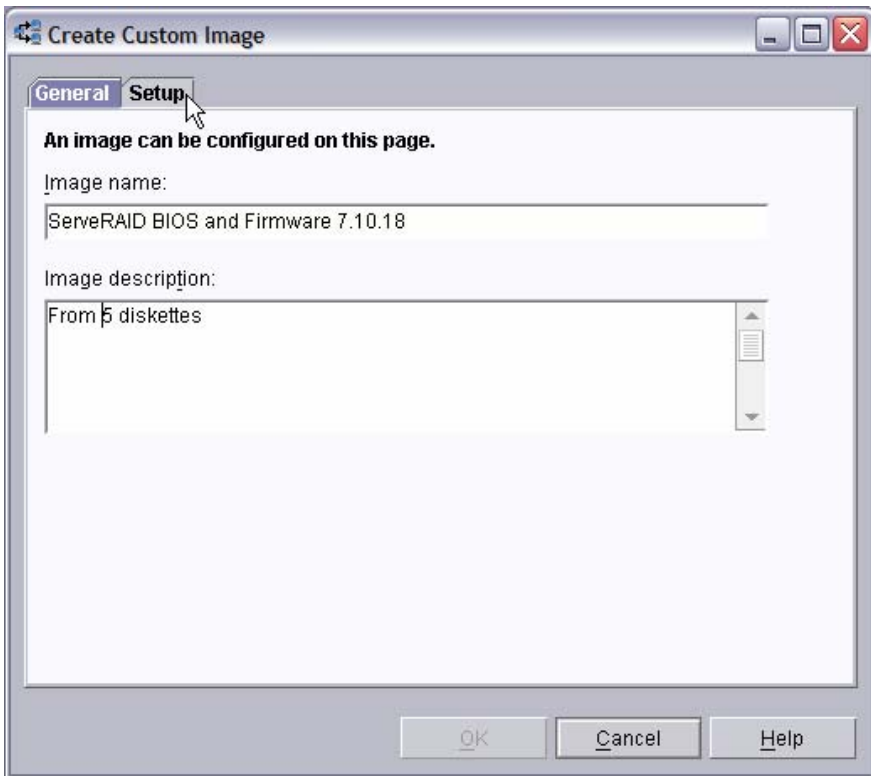 Create Custom Image
General Setup
An image can be configured on this page.
Image name:
ServeRAID BIOS and Firmware 7.10.18
Image description:
From 5 diskettes
OK Cancel Help